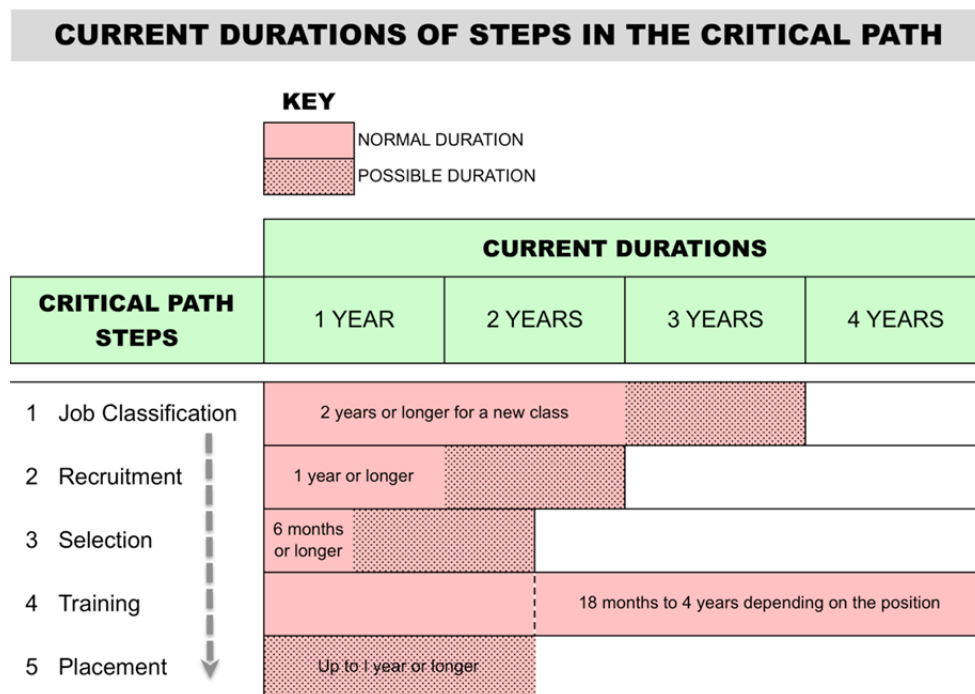 CURRENT DURATIONS OF STEPS IN THE CRITICAL PATH
KEY
NORMAL DURATION
POSSIBLE DURATION
CURRENT DURATIONS
CRITICAL PATH
STEPS
1 YEAR
2 YEARS
3 YEARS
4 YEARS
1 Job Classification
2 years or longer for a new class
2 Recruitment
1 year or longer
3 Selection
6 months
or longer
4 Training
18 months to 4 years depending on the position
5 Placement
Up to I year or longer